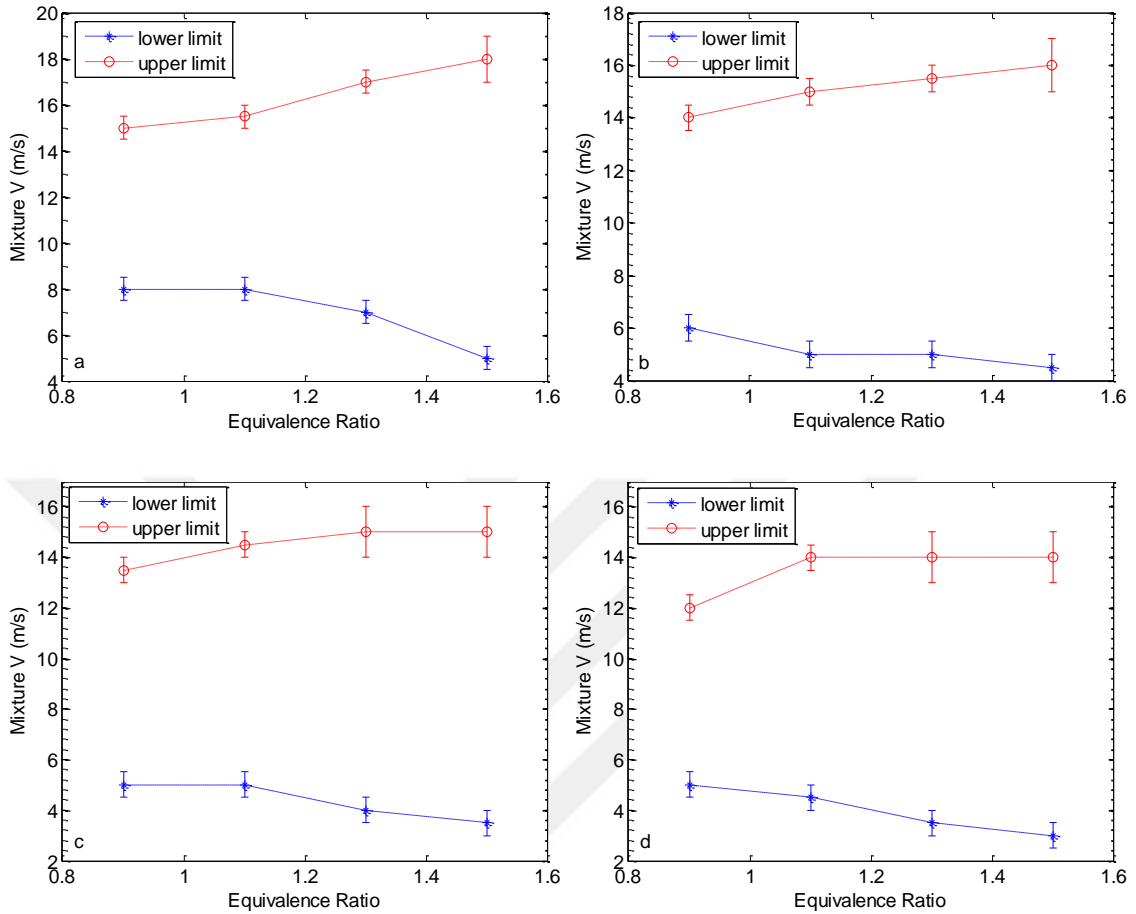 20
18
16
14
12
10
8
6
4
Mixture V (m/s)
lower limit
upper limit
a
0.8 1 1.2 1.4 1.6
Equivalence Ratio
18
16
14
12
10
8
6
4
Mixture V (m/s)
lower limit
upper limit
b
0.8 1 1.2 1.4 1.6
Equivalence Ratio
16
14
12
10
8
6
4
2
Mixture V (m/s)
lower limit
upper limit
c
0.8 1 1.2 1.4 1.6
Equivalence Ratio
16
14
12
10
8
6
4
2
Mixture V (m/s)
lower limit
upper limit
d
0.8 1 1.2 1.4 1.6
Equivalence Ratio